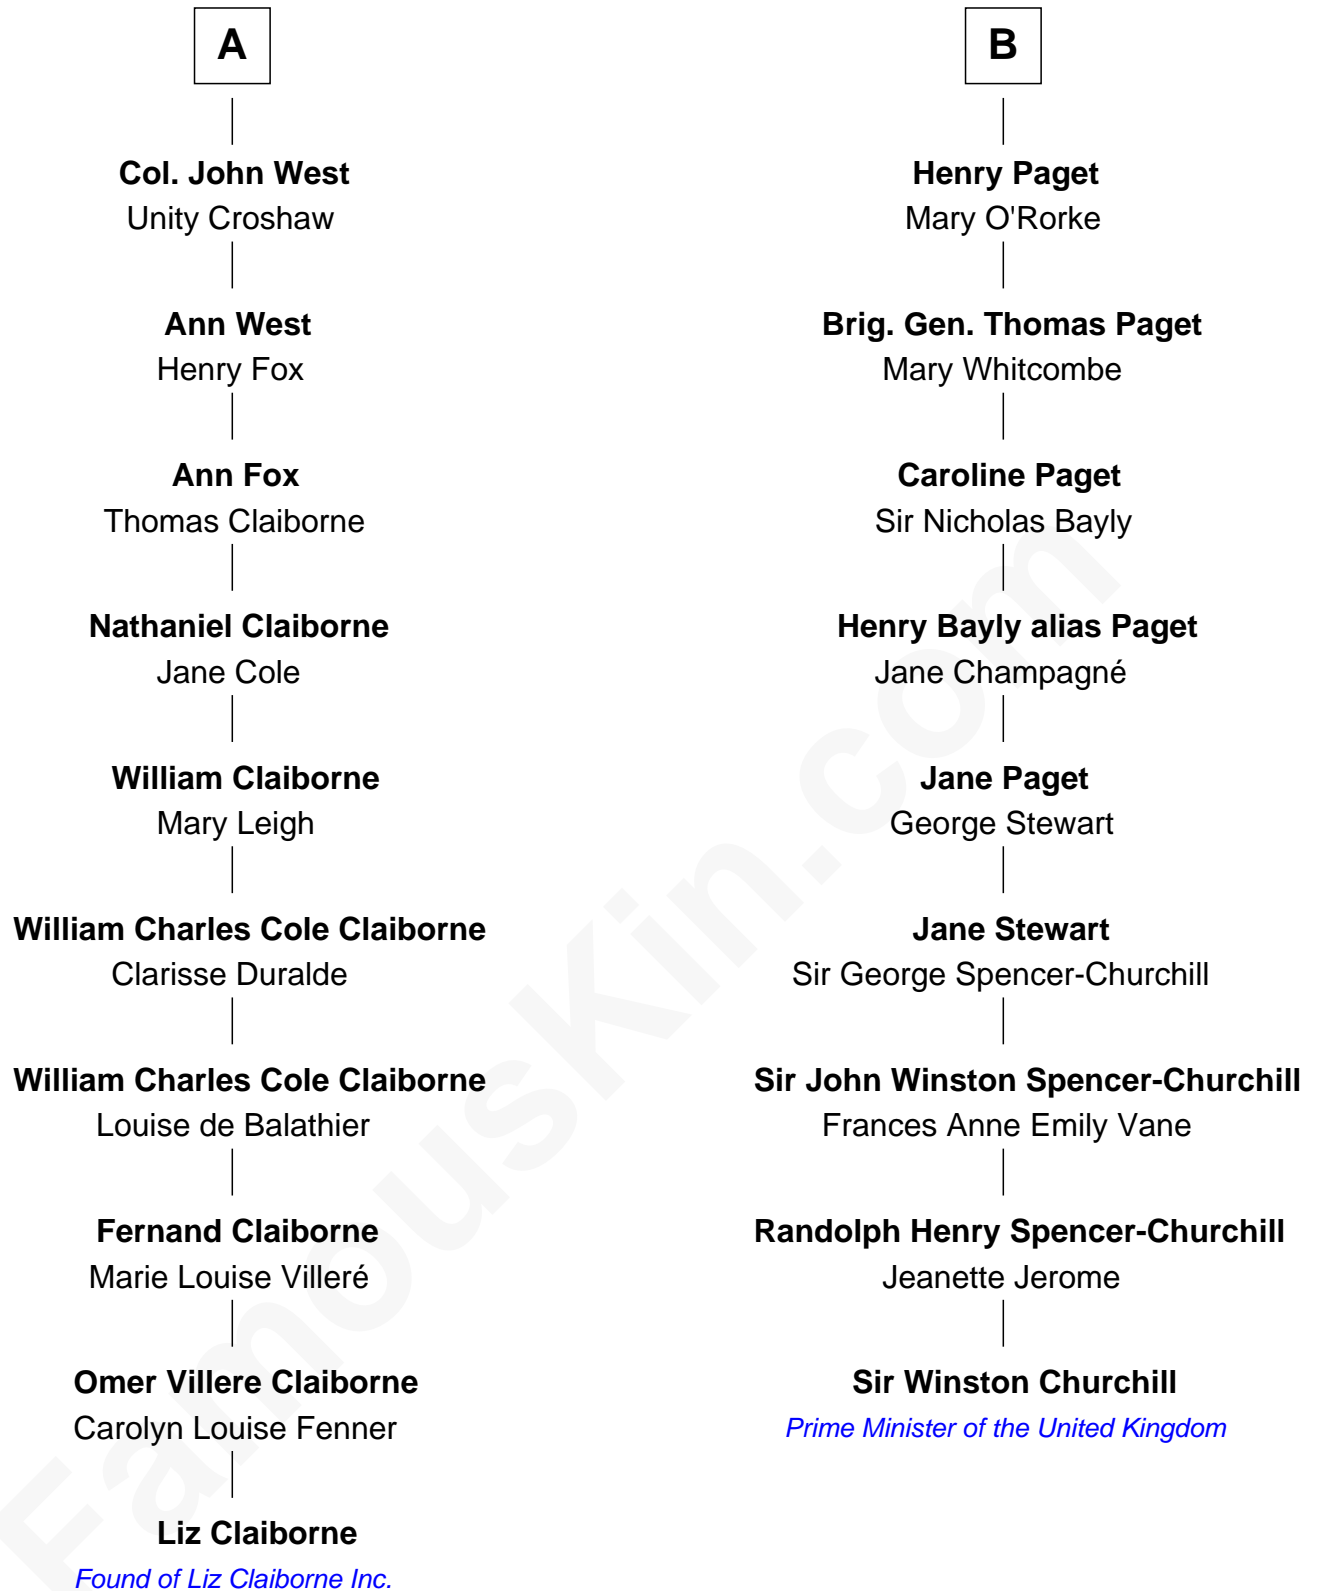 A
Col. John West
Unity Croshaw
Ann West
Henry Fox
Ann Fox
Thomas Claiborne
Nathaniel Claiborne
Jane Cole
William Claiborne
Mary Leigh
William Charles Cole Claiborne
Clarisse Duralde
William Charles Cole Claiborne
Louise de Balathier
Fernand Claiborne
Marie Louise Villeré
Omer Villere Claiborne
Carolyn Louise Fenner
Liz Claiborne
Found of Liz Claiborne Inc.
B
Henry Paget
Mary O'Rorke
Brig. Gen. Thomas Paget
Mary Whitcombe
Caroline Paget
Sir Nicholas Bayly
Henry Bayly alias Paget
Jane Champagné
Jane Paget
George Stewart
Jane Stewart
Sir George Spencer-Churchill
Sir John Winston Spencer-Churchill
Frances Anne Emily Vane
Randolph Henry Spencer-Churchill
Jeanette Jerome
Sir Winston Churchill
Prime Minister of the United Kingdom
FamousKin.com